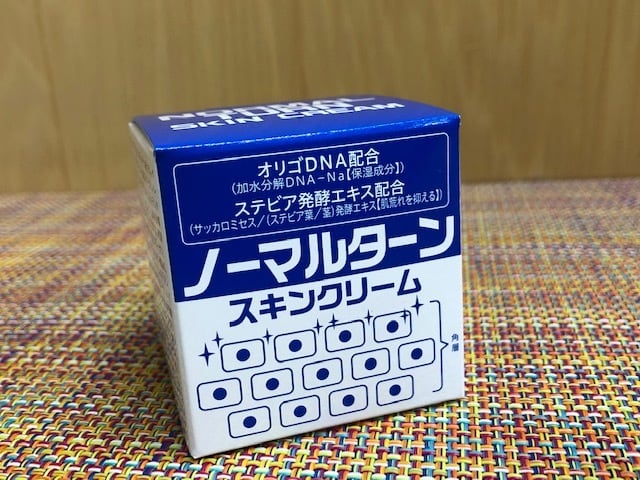 NORMAL
TURN
SKIN CREAM
オリゴDNA配合
(加水分解DNA-Na【保湿成分】)
ステビア発酵エキス配合
(サッカロミセス/(ステビア葉/茎)発酵エキス【肌荒れを抑える】)
ノーマルターン
スキンクリーム
角層